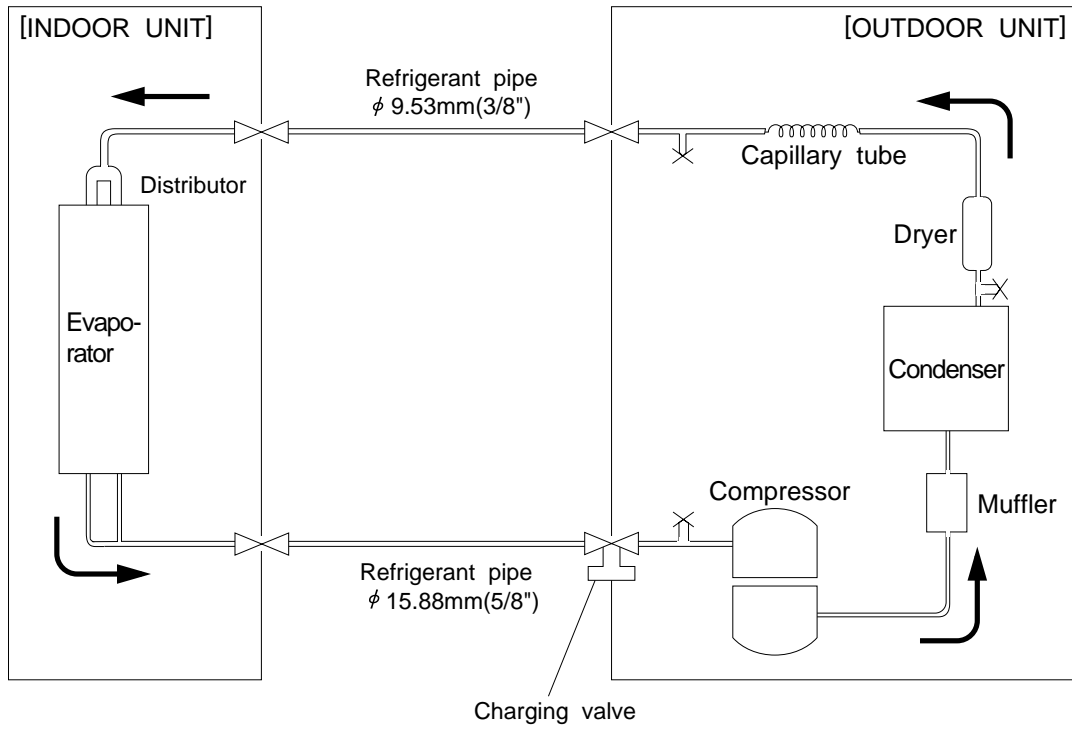 [INDOOR UNIT]
[OUTDOOR UNIT]
Refrigerant pipe
ϕ 9.53mm(3/8")
Capillary tube
Distributor
Dryer
Evapo-
rator
Condenser
Compressor
Muffler
Refrigerant pipe
ϕ 15.88mm(5/8")
Charging valve